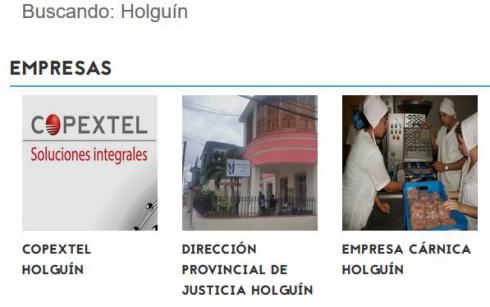 Buscando: Holguín
EMPRESAS
COPEXTEL
Soluciones integrales
COPEXTEL
HOLGUÍN
DIRECCIÓN
PROVINCIAL DE
JUSTICIA HOLGUÍN
EMPRESA CÁRNICA
HOLGUÍN